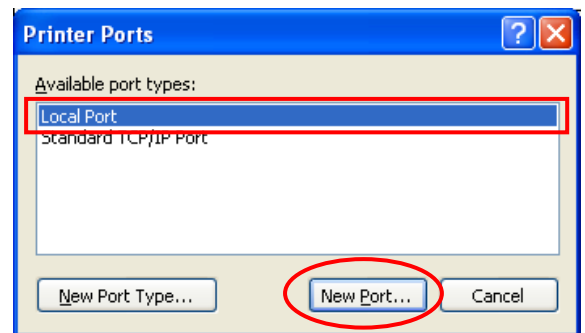 Printer Ports
Available port types:
Local Port
Standard TCP/IP Port
New Port Type...
New Port...
Cancel